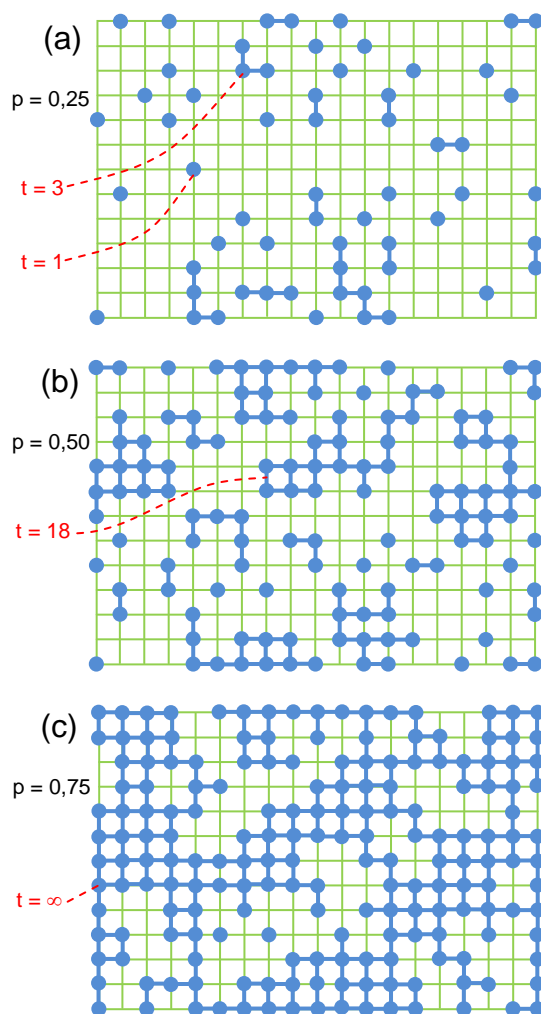 (a)
p = 0,25
t = 3
t = 1
(b)
p = 0,50
t = 18
(c)
p = 0,75
t = ∞